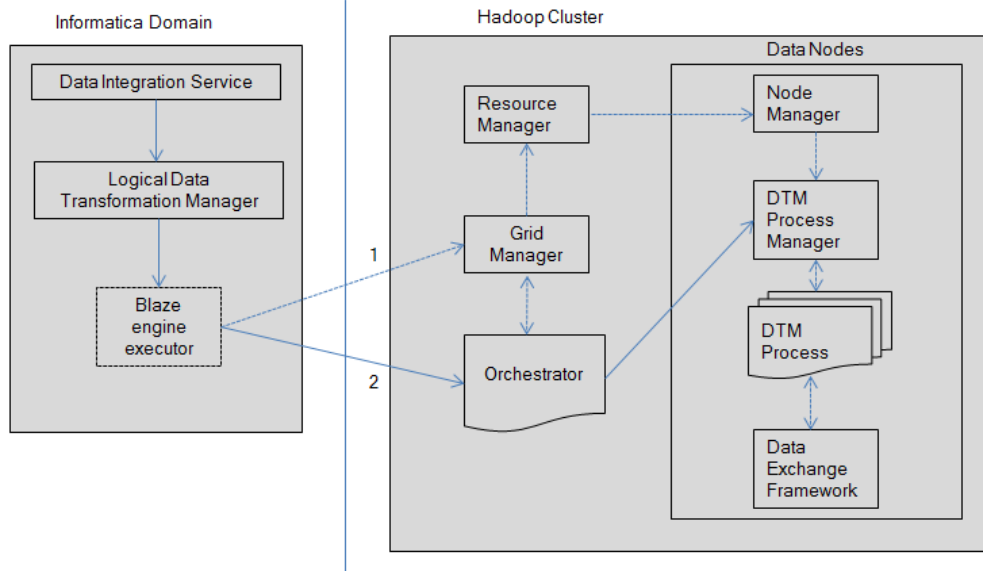 Informatica Domain
Data Integration Service
Logical Data
Transformation Manager
Blaze
engine
executor
1
2
Hadoop Cluster
Resource
Manager
Grid
Manager
Orchestrator
Data Nodes
Node
Manager
DTM
Process
Manager
DTM
Process
Data
Exchange
Framework